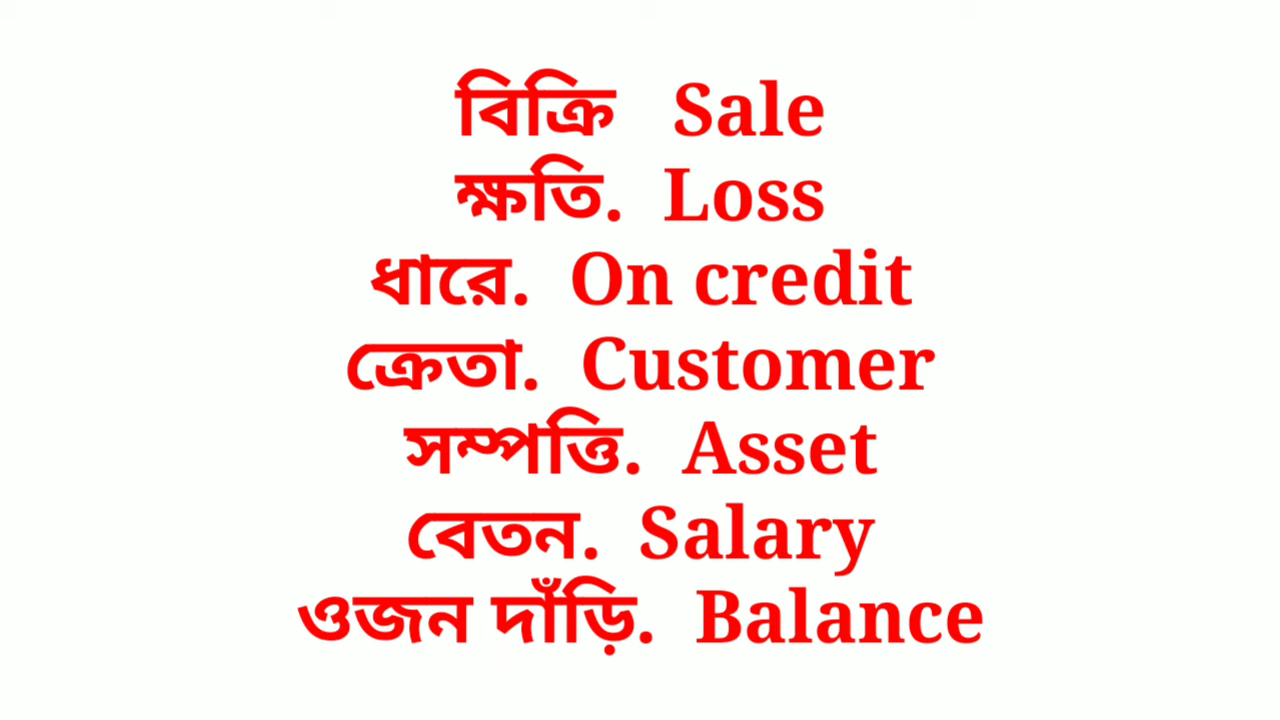 বিক্রি Sale
ক্ষতি. Loss
ধারে. On credit
ক্রেতা. Customer
সম্পত্তি. Asset
বেতন. Salary
ওজন দাঁড়ি. Balance